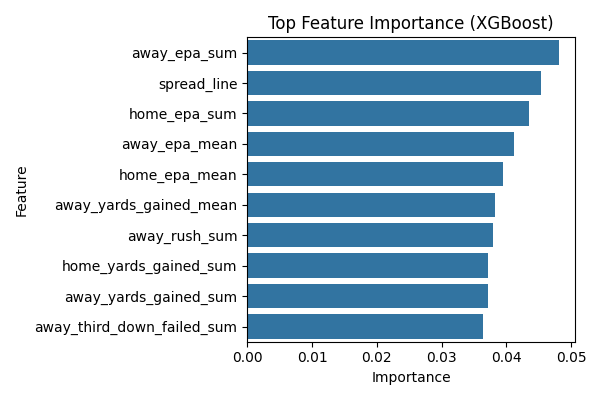 Top Feature Importance (XGBoost)
away_epa_sum
spread_line
home_epa_sum
away_epa_mean
home_epa_mean
away_yards_gained_mean
away_rush_sum
home_yards_gained_sum
away_yards_gained_sum
away_third_down_failed_sum
Feature
0.00 0.01 0.02 0.03 0.04 0.05
Importance